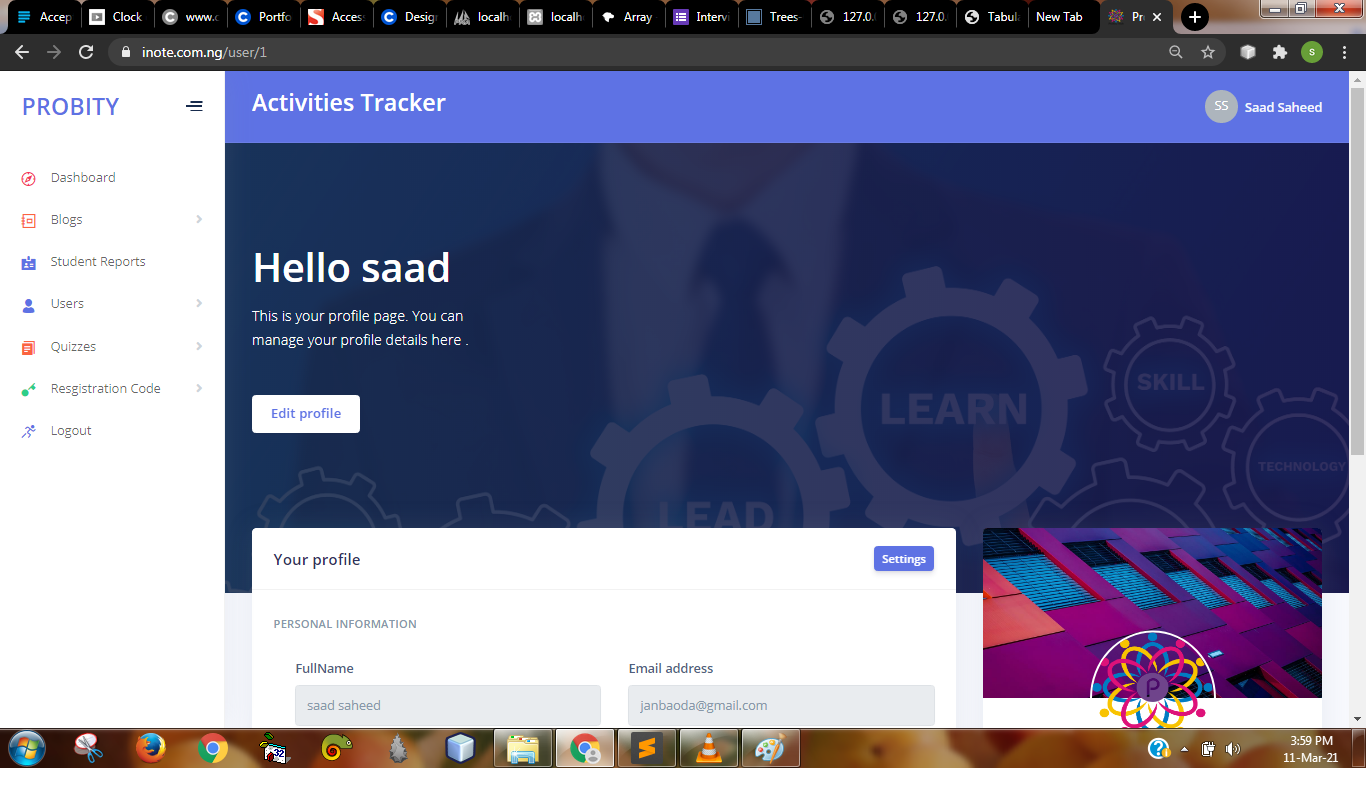 Accep
Clock
www.c
Portfo
Access
Design
localh
localh
Array
Intervi
Trees-
127.0.
127.0.
Tabula
New Tab
Pr
inote.com.ng/user/1
S
PROBITY
Activities Tracker
SS
Saad Saheed
Dashboard
Blogs
Student Reports
Users
Quizzes
Resgistration Code
Logout
Hello saad
This is your profile page. You can
manage your profile details here .
Edit profile
LEARN
SKILL
TECHNOLOGY
LEAD
Your profile
Settings
PERSONAL INFORMATION
FullName
Email address
saad saheed
janbaoda@gmail.com
P
32
3:59 PM
11-Mar-21